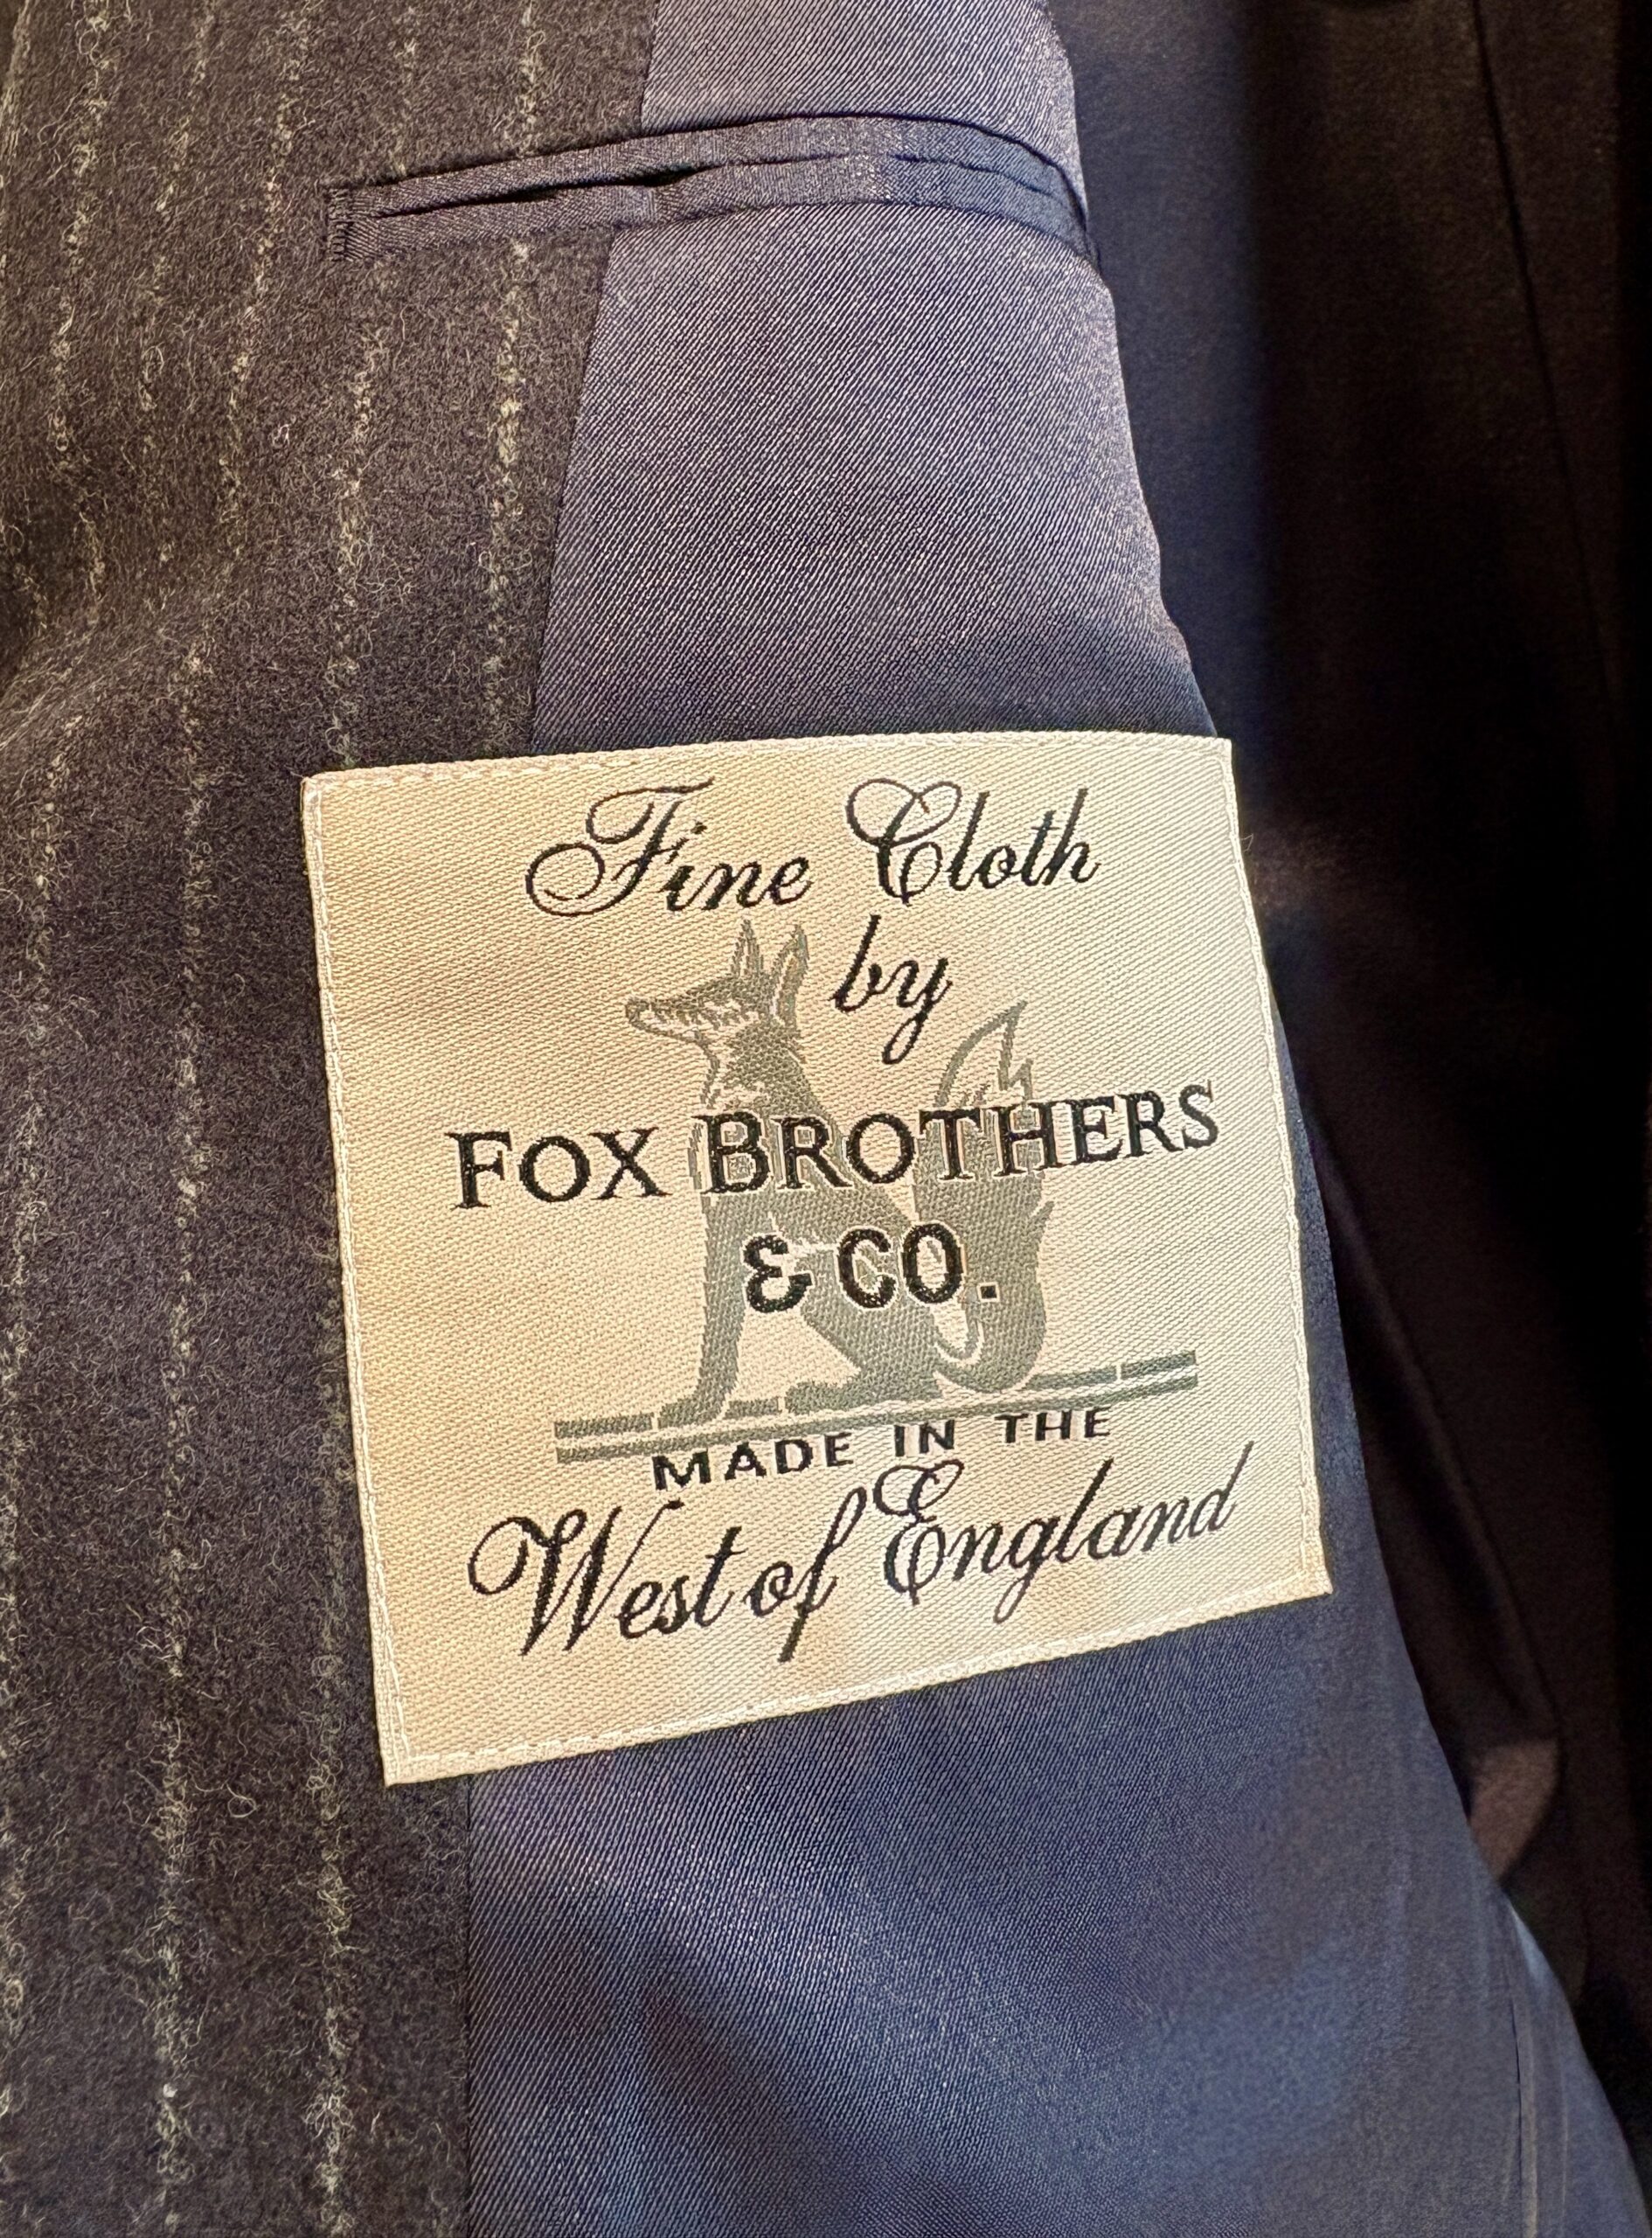 Fine Cloth
by
FOX BROTHERS
& CO.
MADE IN THE
West of England